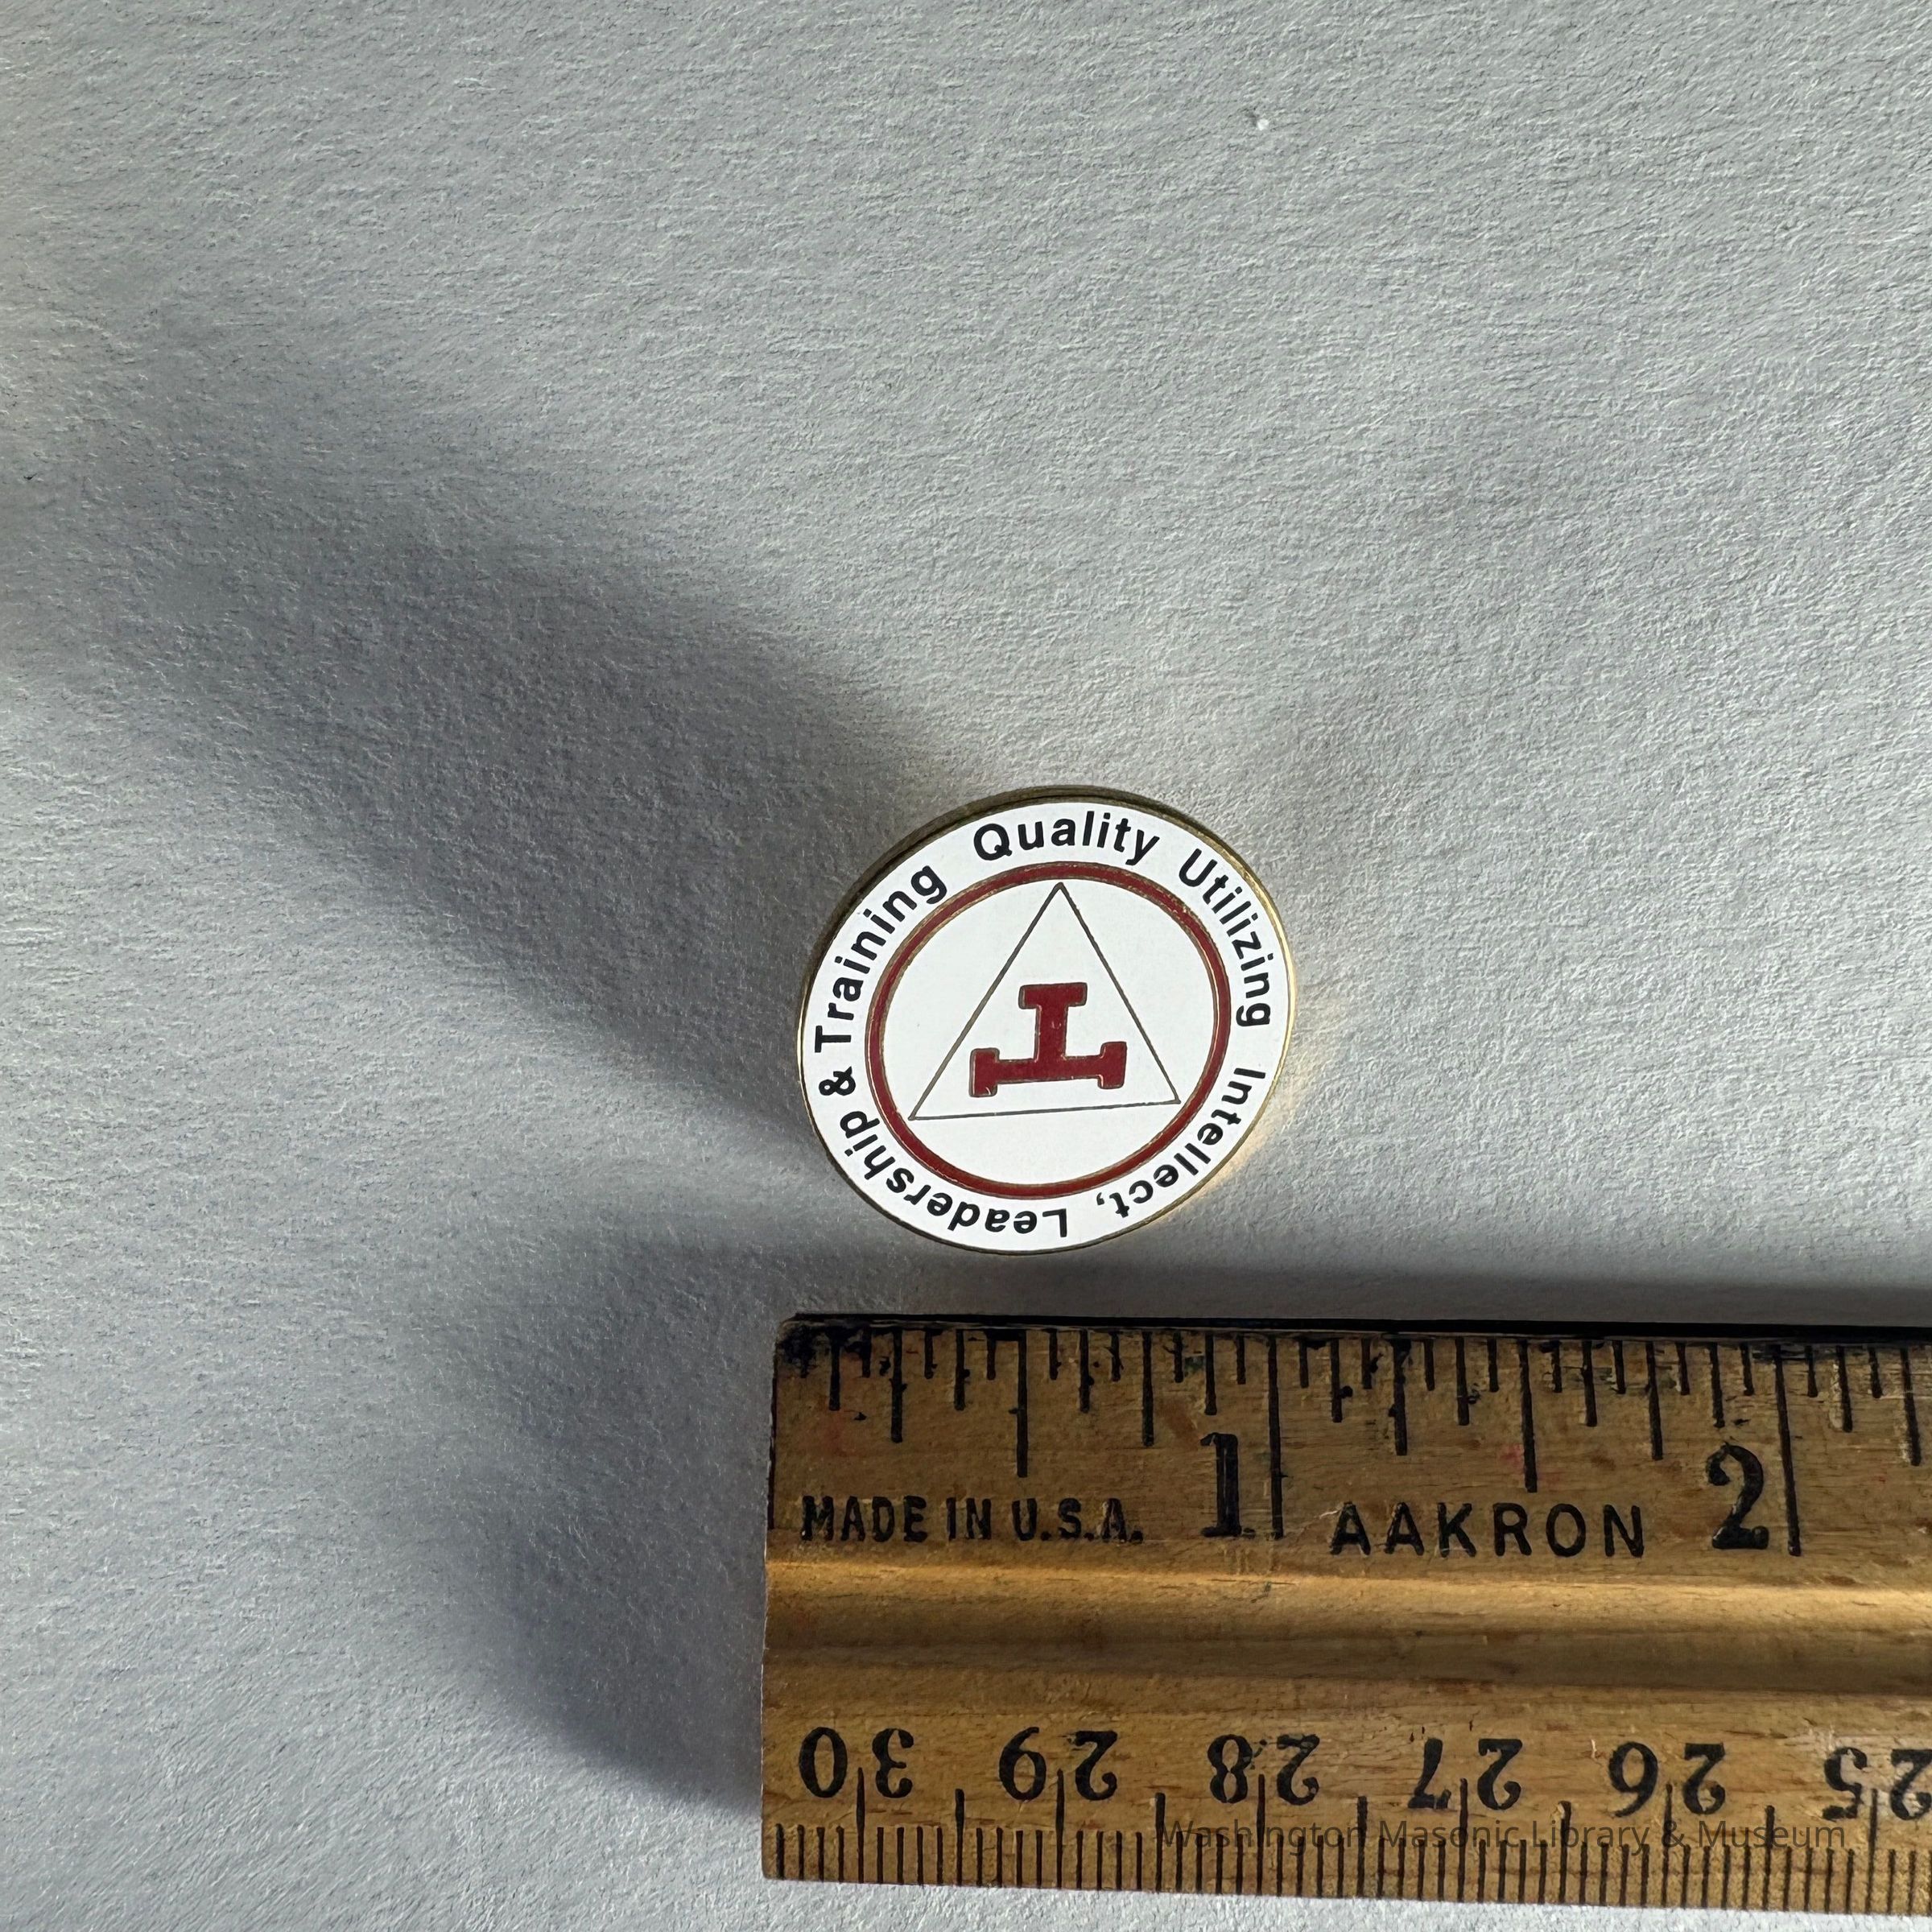 Quality Utilizing Intellect, Leadership & Training
1 2
MADE IN U.S.A. AAKRON
30 29 28 27 26 25
Washington Masonic Library & Museum